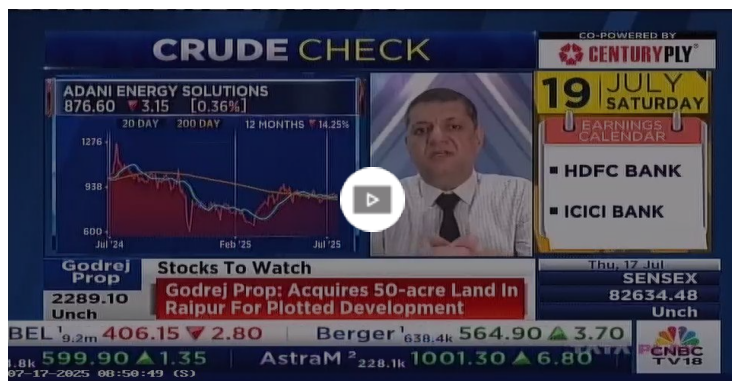 CRUDE CHECK
CO-POWERED BY
CENTURYPLY®
ADANI ENERGY SOLUTIONS
876.60 ▼ 3.15 [0.36%]
20 DAY 200 DAY 12 MONTHS ▼ 14.25%
1276
938
600
Jul '24 Feb '25 Jul '25
19 JULY
SATURDAY
EARNINGS
CALENDAR
▪ HDFC BANK
▪ ICICI BANK
Godrej
Prop
2289.10
Unch
Stocks To Watch
Godrej Prop: Acquires 50-acre Land In
Raipur For Plotted Development
Thu, 17 Jul
SENSEX
82634.48
Unch
BEL ¹9.2m 406.15 ▼ 2.80 Berger ¹638.4k 564.90 ▲ 3.70
.8k 599.90 ▲ 1.35 AstraM ²228.1k 1001.30 ▲ 6.80
CNBC
TV18
07-17-2025 08:50:49 (S)